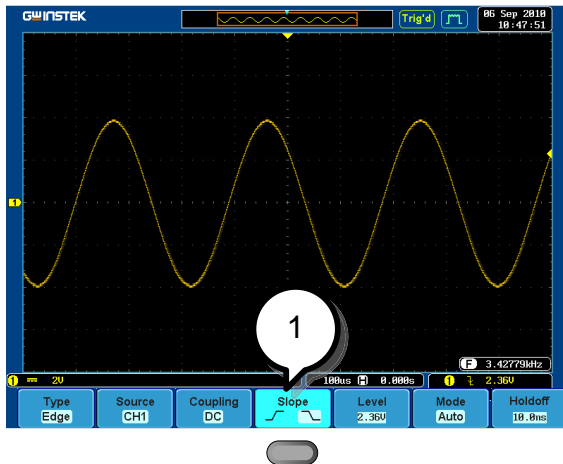 GWINSTEK
Trig'd
06 Sep 2010
10:47:51
1
1
F 3.42779kHz
1 2V
100us H 0.000s
1 2.36V
Type
Edge
Source
CH1
Coupling
DC
Slope
Level
2.36V
Mode
Auto
Holdoff
10.0ns